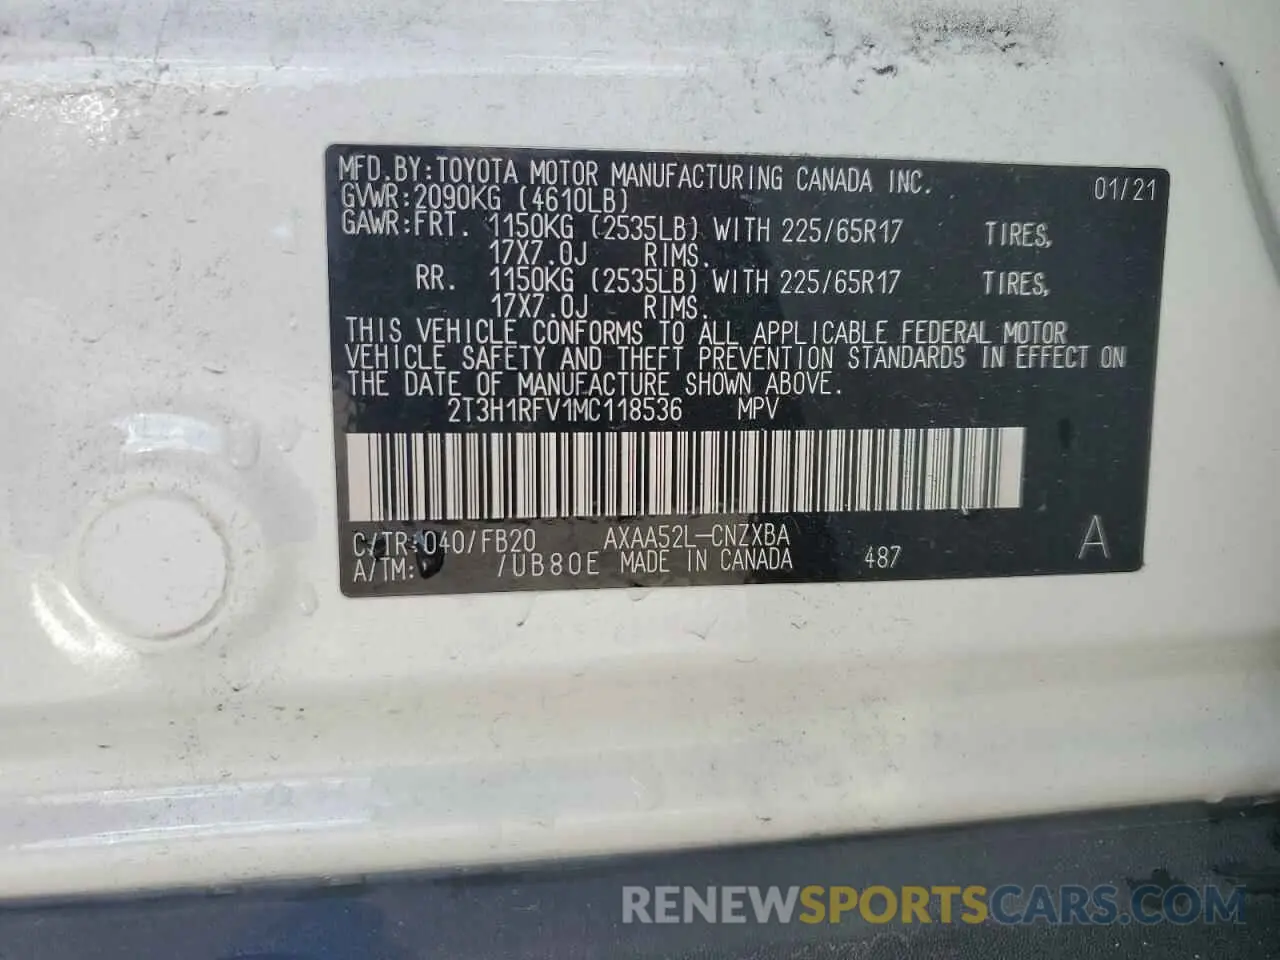 MFD.BY:TOYOTA MOTOR MANUFACTURING CANADA INC. 01/21
GVWR:2090KG (4610LB)
GAWR:FRT. 1150KG (2535LB) WITH 225/65R17 TIRES,
17X7.0J RIMS.
RR. 1150KG (2535LB) WITH 225/65R17 TIRES,
17X7.0J RIMS.
THIS VEHICLE CONFORMS TO ALL APPLICABLE FEDERAL MOTOR
VEHICLE SAFETY AND THEFT PREVENTION STANDARDS IN EFFECT ON
THE DATE OF MANUFACTURE SHOWN ABOVE.
2T3H1RFV1MC118536 MPV
C/TR:040/FB20 AXAA52L-CNZXBA
A/TM: /UB80E MADE IN CANADA 487 A
RENEWSPORTSCARS.COM